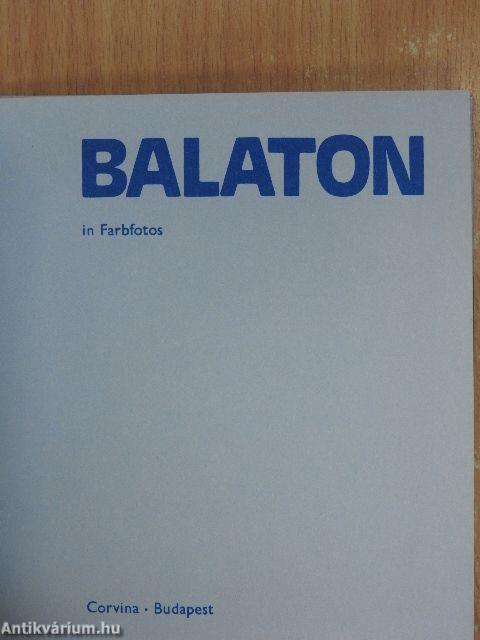 BALATON
in Farbfotos
Corvina · Budapest
Antikvárium.hu